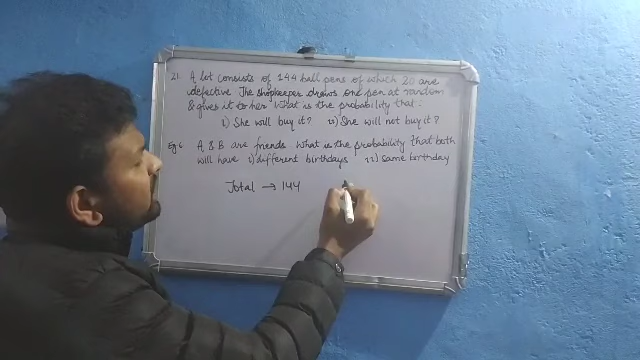 21. A lot consists of 144 ball pens of which 20 are
defective The shopkeeper draws one pen at random
& gives it to her What is the probability that :
i) She will buy it? ii) She will not buy it?
Eg 6 A & B are friends What is the probability that both
will have i) different birthdays ii) same birthday
Total → 144